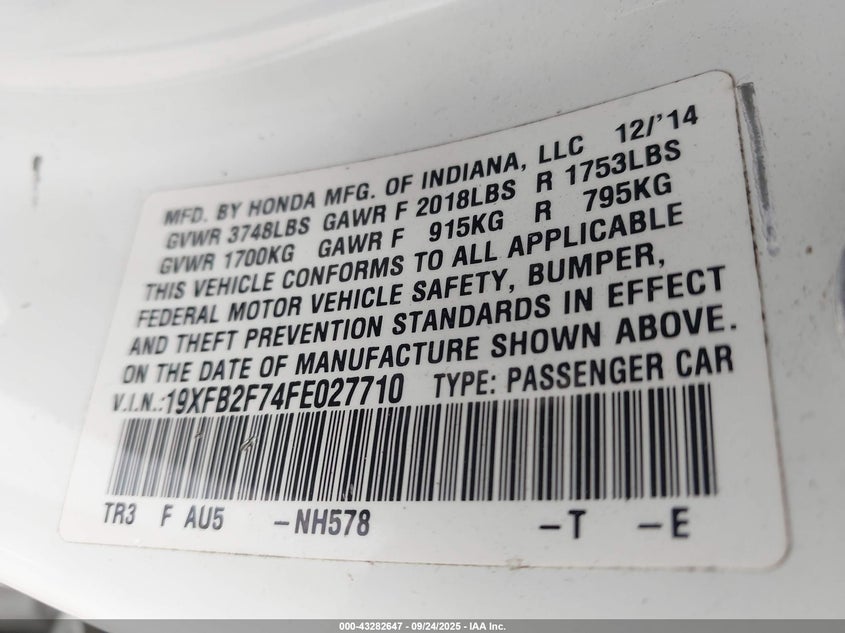 MFD. BY HONDA MFG. OF INDIANA, LLC 12/'14
GVWR 3748LBS GAWR F 2018LBS R 1753LBS
GVWR 1700KG GAWR F 915KG R 795KG
THIS VEHICLE CONFORMS TO ALL APPLICABLE
FEDERAL MOTOR VEHICLE SAFETY, BUMPER,
AND THEFT PREVENTION STANDARDS IN EFFECT
ON THE DATE OF MANUFACTURE SHOWN ABOVE.
V.I.N.:19XFB2F74FE027710 TYPE: PASSENGER CAR
TR3 F AU5 -NH578 -T -E
000-43282647 - 09/24/2025 - IAA Inc.